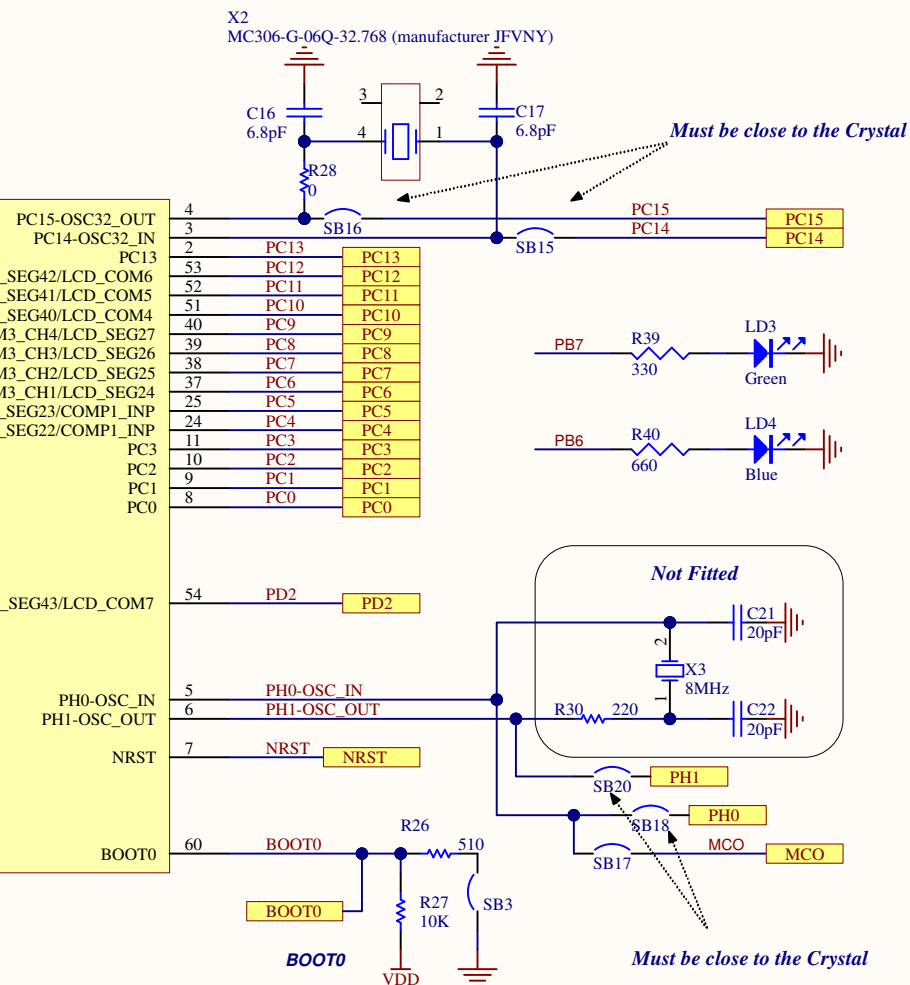 X2
MC306-G-06Q-32.768 (manufacturer JFVNY)
C16
6.8pF
3
2
4
1
C17
6.8pF
Must be close to the Crystal
R28
0
PC15-OSC32_OUT
4
SB16
PC15
PC15
PC14-OSC32_IN
3
SB15
PC14
PC14
PC13
2
PC13
PC13
_SEG42/LCD_COM6
53
PC12
PC12
_SEG41/LCD_COM5
52
PC11
PC11
_SEG40/LCD_COM4
51
PC10
PC10
M3_CH4/LCD_SEG27
40
PC9
PC9
M3_CH3/LCD_SEG26
39
PC8
PC8
M3_CH2/LCD_SEG25
38
PC7
PC7
M3_CH1/LCD_SEG24
37
PC6
PC6
_SEG23/COMP1_INP
25
PC5
PC5
_SEG22/COMP1_INP
24
PC4
PC4
PC3
11
PC3
PC3
PC2
10
PC2
PC2
PC1
9
PC1
PC1
PC0
8
PC0
PC0
PB7
R39
330
LD3
Green
PB6
R40
660
LD4
Blue
_SEG43/LCD_COM7
54
PD2
PD2
Not Fitted
C21
20pF
2
X3
8MHz
1
C22
20pF
R30
220
PH0-OSC_IN
5
PH0-OSC_IN
PH1-OSC_OUT
6
PH1-OSC_OUT
NRST
7
NRST
NRST
SB20
PH1
SB18
PH0
SB17
MCO
MCO
BOOT0
60
BOOT0
R26
510
BOOT0
R27
10K
SB3
BOOT0
VDD
Must be close to the Crystal